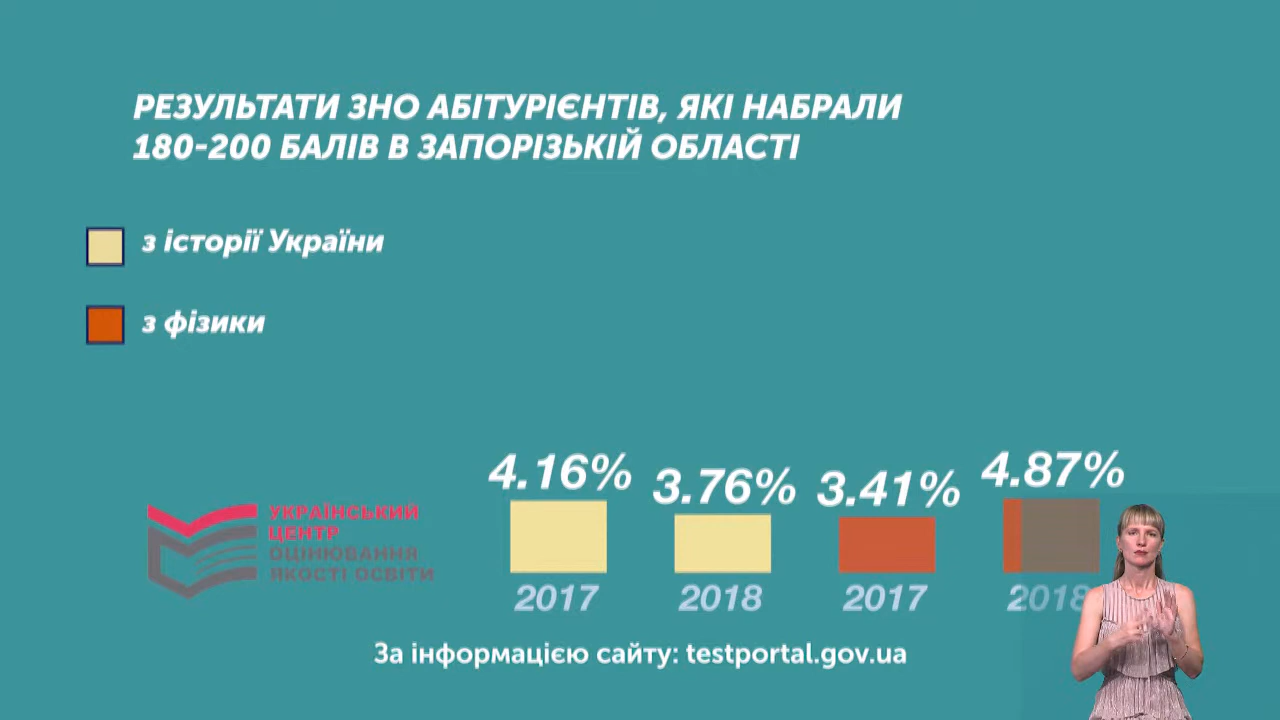 РЕЗУЛЬТАТИ ЗНО АБІТУРІЄНТІВ, ЯКІ НАБРАЛИ
180-200 БАЛІВ В ЗАПОРІЗЬКІЙ ОБЛАСТІ
з історії України
з фізики
4.16% 3.76% 3.41% 4.87%
УКРАЇНСЬКИЙ
ЦЕНТР
ОЦІНЮВАННЯ
ЯКОСТІ ОСВІТИ
2017 2018 2017 2018
За інформацією сайту: testportal.gov.ua